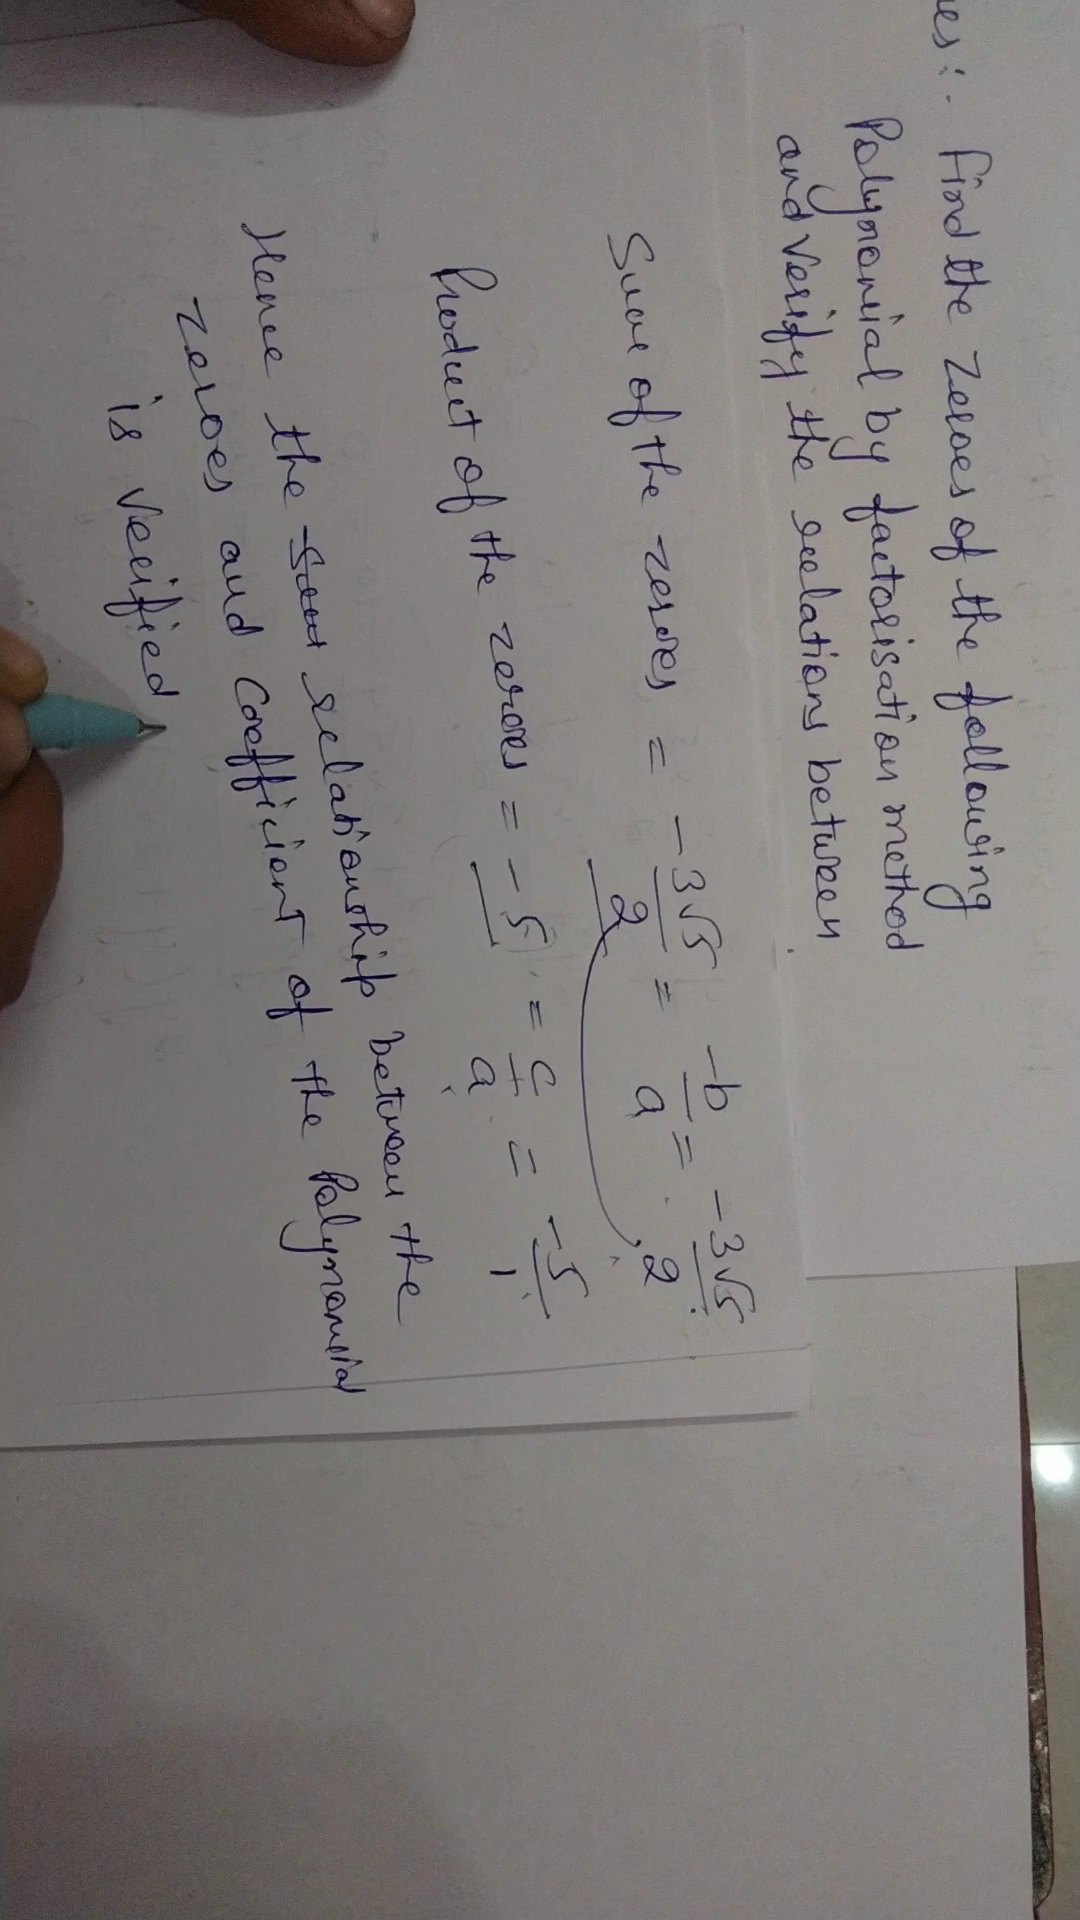 ues:. find the zeroes of the following
Polynomial by factorisation method
and verify the relations between
Sum of the zeroes = -3√5/2 = -b/a = -3√5/2
Product of the zeroes = -5 = c/a = -5/1
Hence the relationship between the
zeroes and Coefficient of the Polynomial
is verified